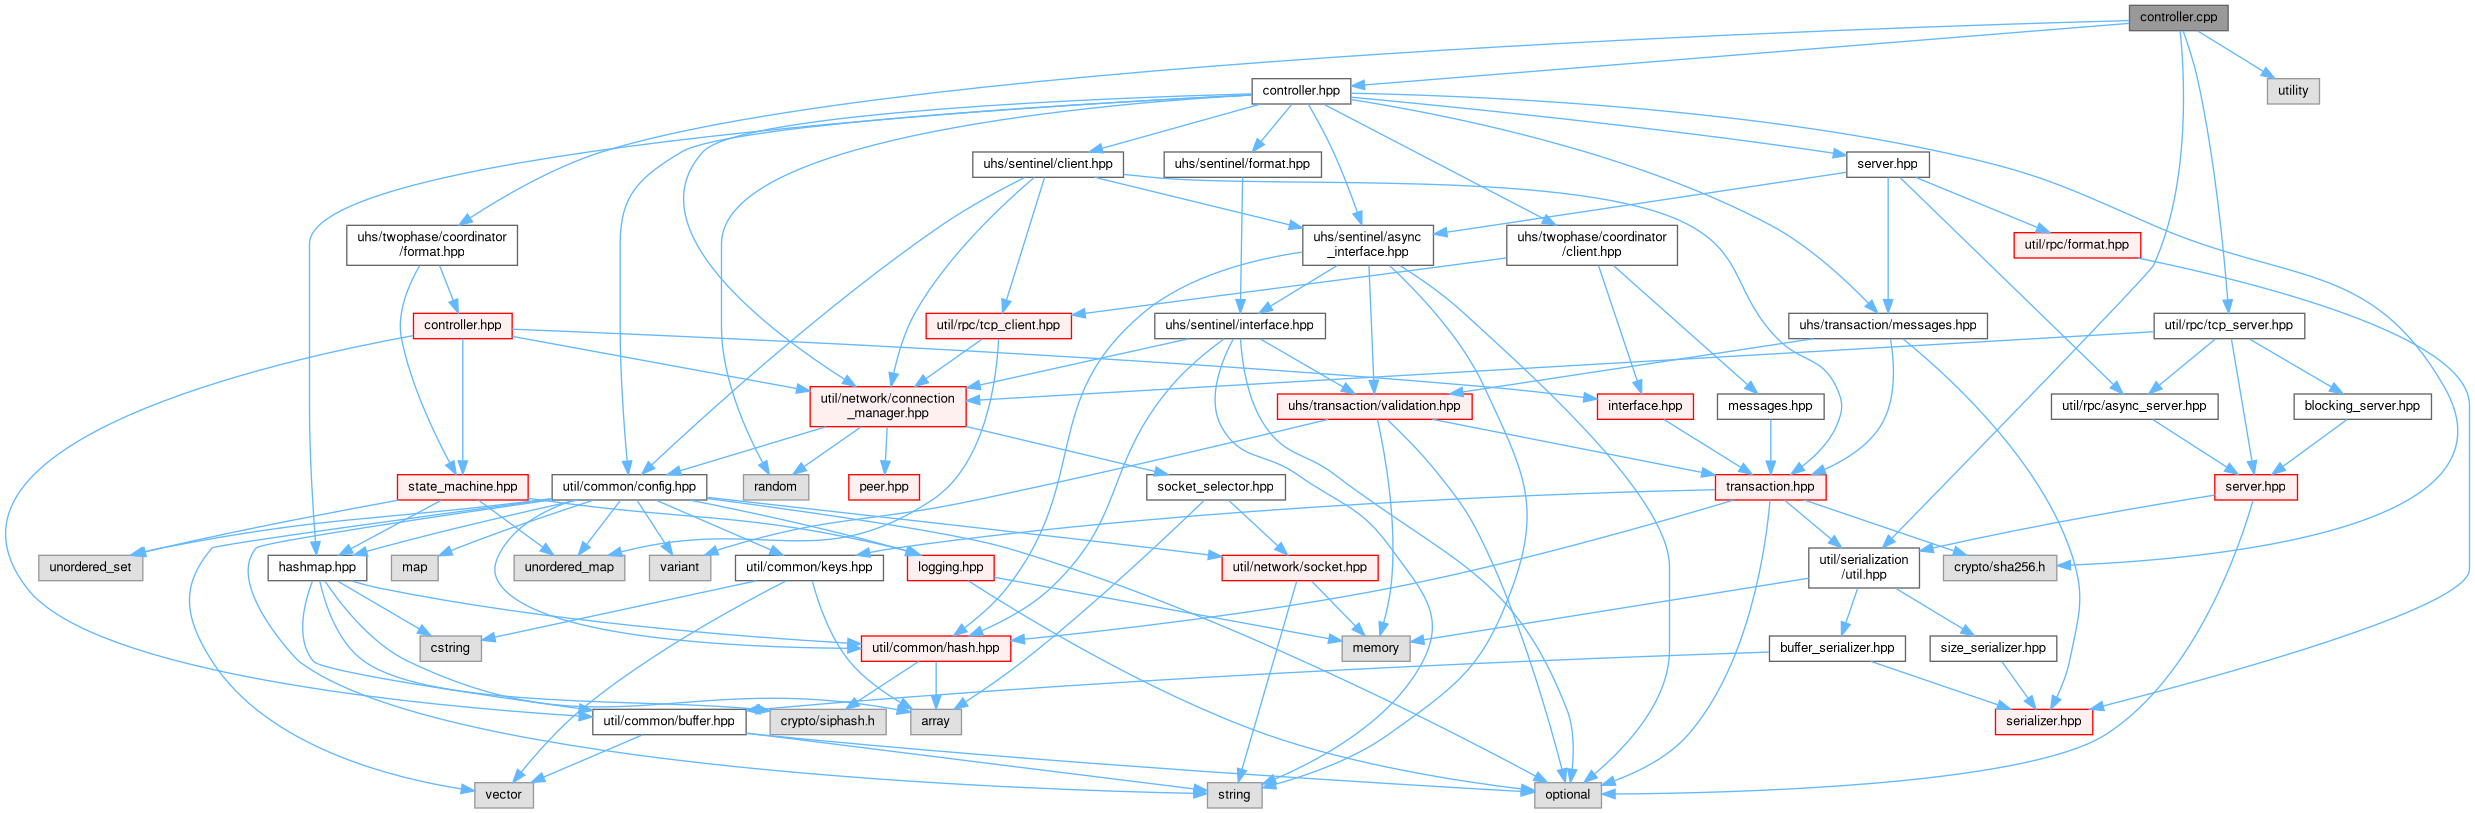 controller.cpp
controller.hpp
utility
uhs/sentinel/client.hpp
uhs/sentinel/format.hpp
server.hpp
uhs/twophase/coordinator
/format.hpp
uhs/sentinel/async
_interface.hpp
uhs/twophase/coordinator
/client.hpp
util/rpc/format.hpp
controller.hpp
util/rpc/tcp_client.hpp
uhs/sentinel/interface.hpp
uhs/transaction/messages.hpp
util/rpc/tcp_server.hpp
util/network/connection
_manager.hpp
uhs/transaction/validation.hpp
interface.hpp
messages.hpp
util/rpc/async_server.hpp
blocking_server.hpp
state_machine.hpp
util/common/config.hpp
random
peer.hpp
socket_selector.hpp
transaction.hpp
server.hpp
unordered_set
hashmap.hpp
map
unordered_map
variant
util/common/keys.hpp
logging.hpp
util/network/socket.hpp
util/serialization
/util.hpp
crypto/sha256.h
cstring
util/common/hash.hpp
memory
buffer_serializer.hpp
size_serializer.hpp
util/common/buffer.hpp
crypto/siphash.h
array
serializer.hpp
vector
string
optional